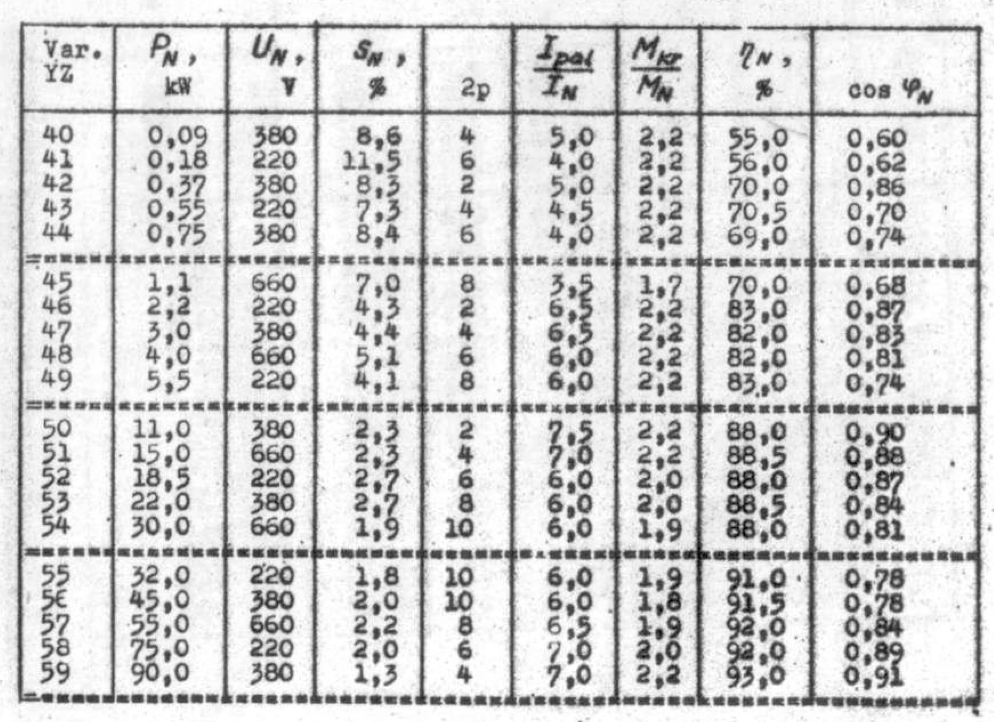 Var. YZ P_N, kW U_N, V S_N, % 2p I_pal/I_N M_kr/M_N η_N, % cos φ_N
40 0,09 380 8,6 4 5,0 2,2 55,0 0,60
41 0,18 220 11,5 6 4,0 2,2 56,0 0,62
42 0,37 380 8,3 2 5,0 2,2 70,0 0,86
43 0,55 220 7,3 4 4,5 2,2 70,5 0,70
44 0,75 380 8,4 6 4,0 2,2 69,0 0,74
45 1,1 660 7,0 8 3,5 1,7 70,0 0,68
46 2,2 220 4,3 2 6,5 2,2 83,0 0,87
47 3,0 380 4,4 4 6,5 2,2 82,0 0,83
48 4,0 660 5,1 6 6,0 2,2 82,0 0,81
49 5,5 220 4,1 8 6,0 2,2 83,0 0,74
50 11,0 380 2,3 2 7,5 2,2 88,0 0,90
51 15,0 660 2,3 4 7,0 2,2 88,5 0,88
52 18,5 220 2,7 6 6,0 2,0 88,0 0,87
53 22,0 380 2,7 8 6,0 2,0 88,5 0,84
54 30,0 660 1,9 10 6,0 1,9 88,0 0,81
55 32,0 220 1,8 10 6,0 1,9 91,0 0,78
56 45,0 380 2,0 10 6,0 1,8 91,5 0,78
57 55,0 660 2,2 8 6,5 1,9 92,0 0,84
58 75,0 220 2,0 6 7,0 2,0 92,0 0,89
59 90,0 380 1,3 4 7,0 2,2 93,0 0,91